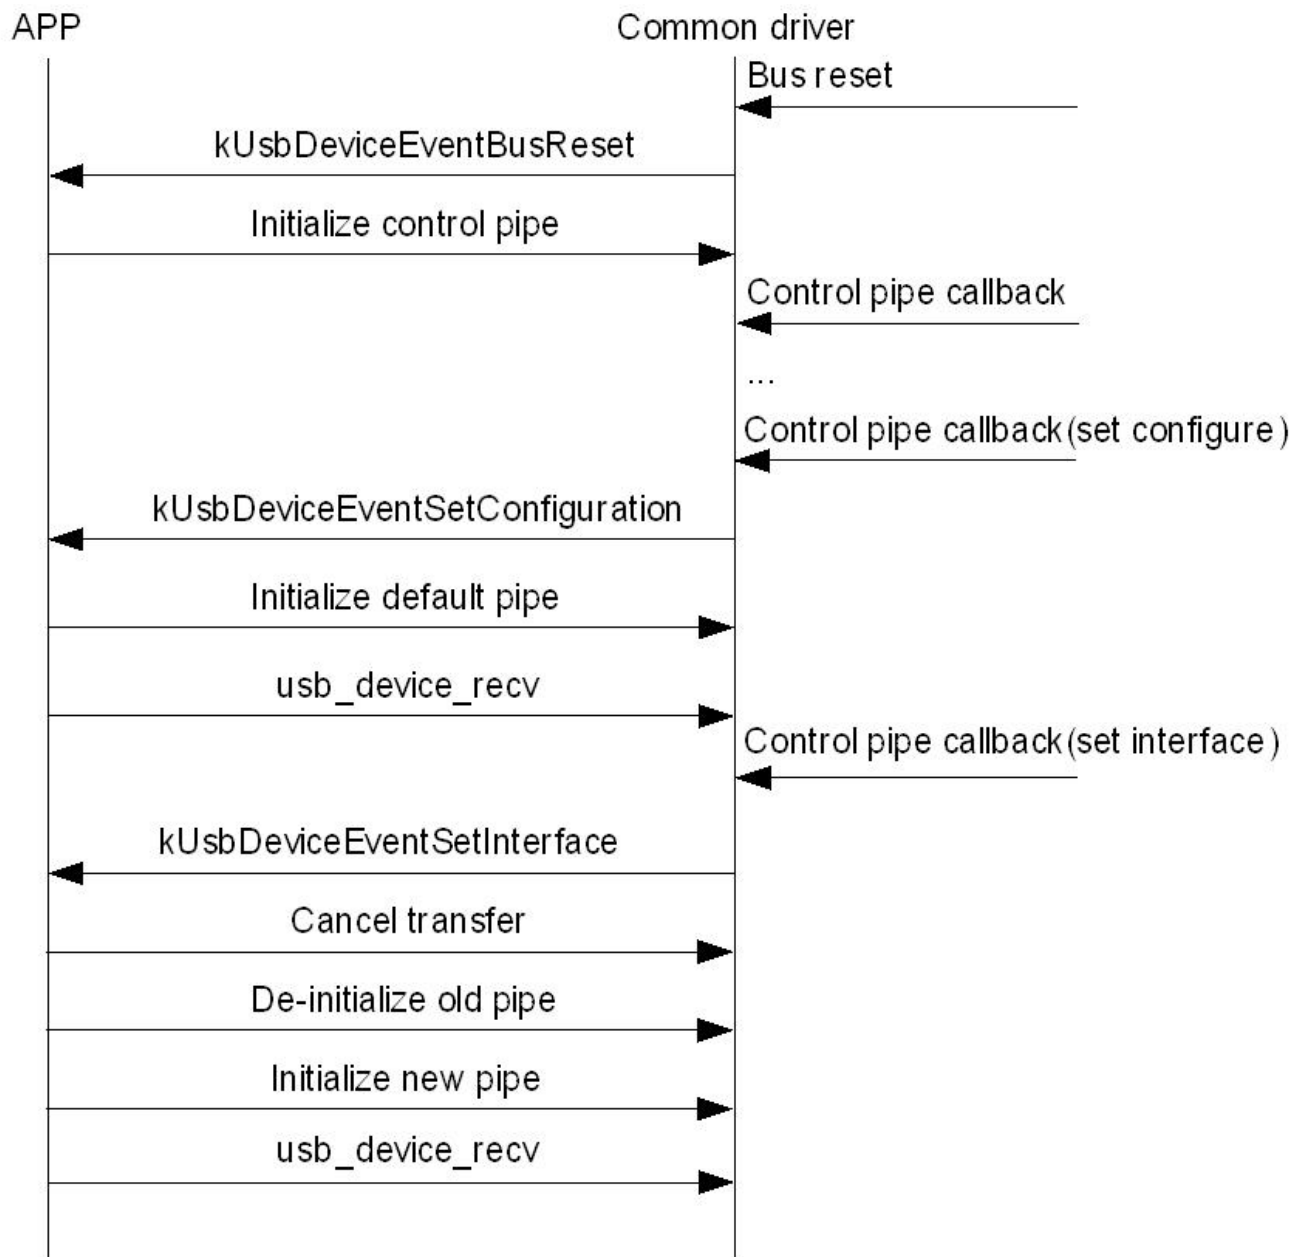 APP
Common driver
Bus reset
kUsbDeviceEventBusReset
Initialize control pipe
Control pipe callback
...
Control pipe callback(set configure)
kUsbDeviceEventSetConfiguration
Initialize default pipe
usb_device_recv
Control pipe callback(set interface)
kUsbDeviceEventSetInterface
Cancel transfer
De-initialize old pipe
Initialize new pipe
usb_device_recv